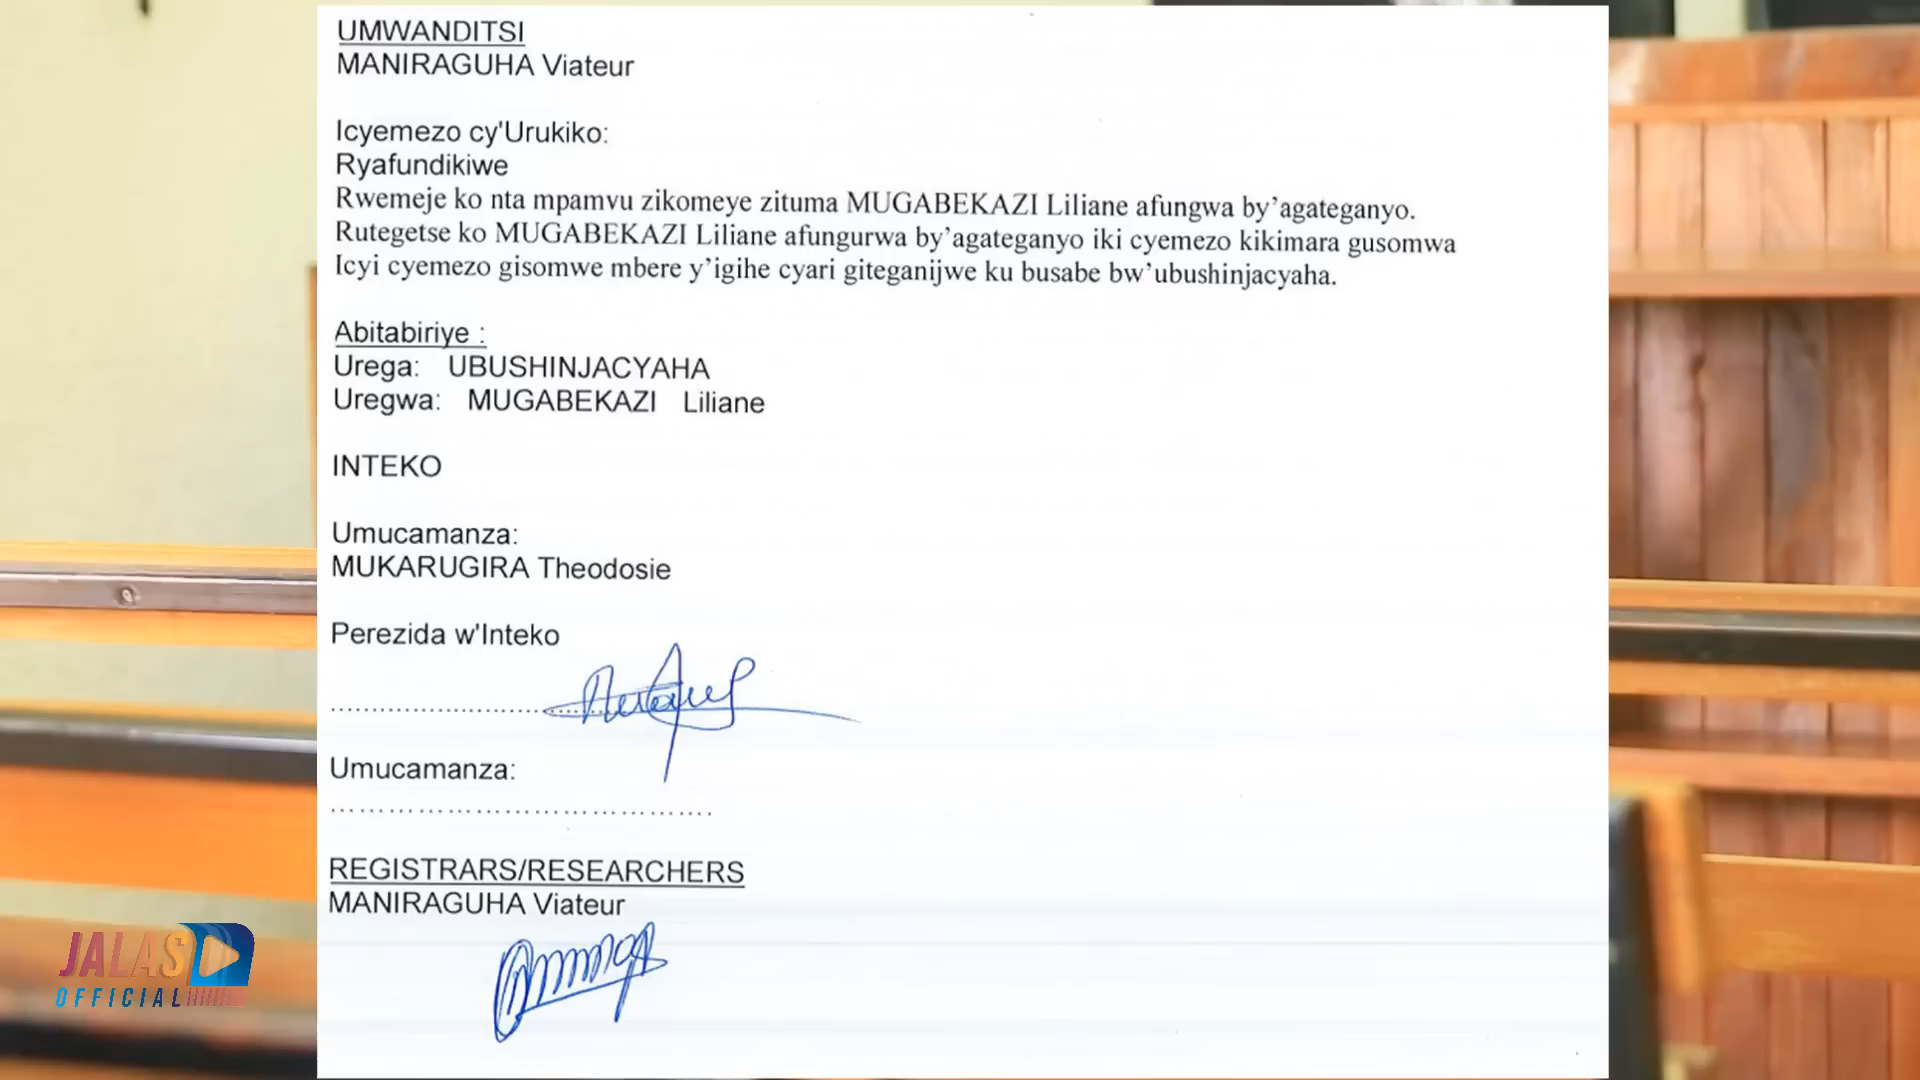 UMWANDITSI
MANIRAGUHA Viateur
Icyemezo cy'Urukiko:
Ryafundikiwe
Rwemeje ko nta mpamvu zikomeye zituma MUGABEKAZI Liliane afungwa by’agateganyo.
Rutegetse ko MUGABEKAZI Liliane afungurwa by’agateganyo iki cyemezo kikimara gusomwa
Icyi cyemezo gisomwe mbere y’igihe cyari giteganijwe ku busabe bw’ubushinjacyaha.
Abitabiriye :
Urega: UBUSHINJACYAHA
Uregwa: MUGABEKAZI Liliane
INTEKO
Umucamanza:
MUKARUGIRA Theodosie
Perezida w'Inteko
Umucamanza:
REGISTRARS/RESEARCHERS
MANIRAGUHA Viateur
JALAS
OFFICIAL